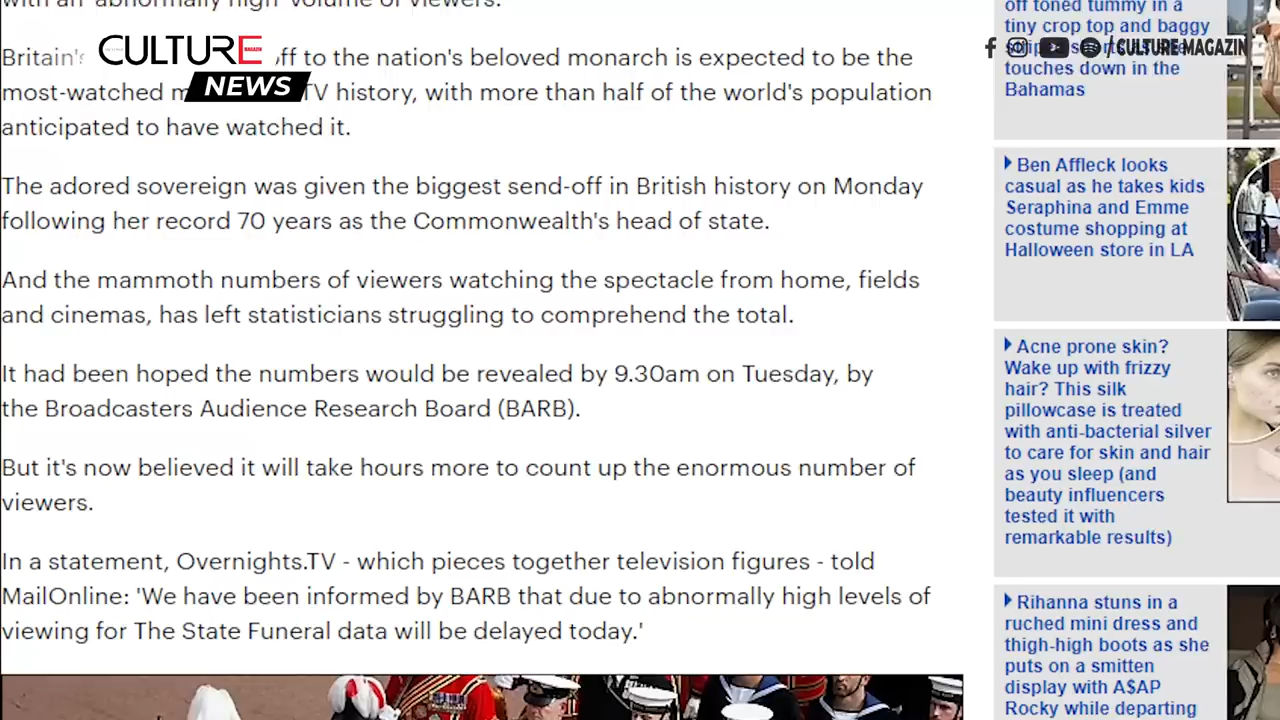 with an 'abnormally high' volume of viewers.
CULTURE
MAGAZIN
NEWS
Britain's off to the nation's beloved monarch is expected to be the
most-watched TV history, with more than half of the world's population
anticipated to have watched it.
The adored sovereign was given the biggest send-off in British history on Monday
following her record 70 years as the Commonwealth's head of state.
And the mammoth numbers of viewers watching the spectacle from home, fields
and cinemas, has left statisticians struggling to comprehend the total.
It had been hoped the numbers would be revealed by 9.30am on Tuesday, by
the Broadcasters Audience Research Board (BARB).
But it's now believed it will take hours more to count up the enormous number of
viewers.
In a statement, Overnights.TV - which pieces together television figures - told
MailOnline: 'We have been informed by BARB that due to abnormally high levels of
viewing for The State Funeral data will be delayed today.'
off toned tummy in a
tiny crop top and baggy
/ CULTURE MAGAZIN
touches down in the
Bahamas
Ben Affleck looks
casual as he takes kids
Seraphina and Emme
costume shopping at
Halloween store in LA
Acne prone skin?
Wake up with frizzy
hair? This silk
pillowcase is treated
with anti-bacterial silver
to care for skin and hair
as you sleep (and
beauty influencers
tested it with
remarkable results)
Rihanna stuns in a
ruched mini dress and
thigh-high boots as she
puts on a smitten
display with A$AP
Rocky while departing